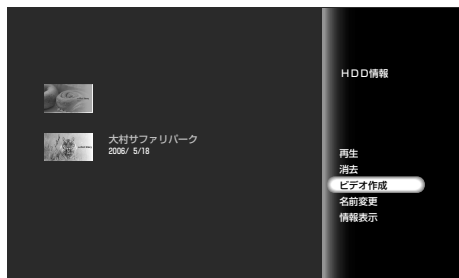 大村サファリパーク
2006/ 5/18
HDD情報
再生
消去
ビデオ作成
名前変更
情報表示